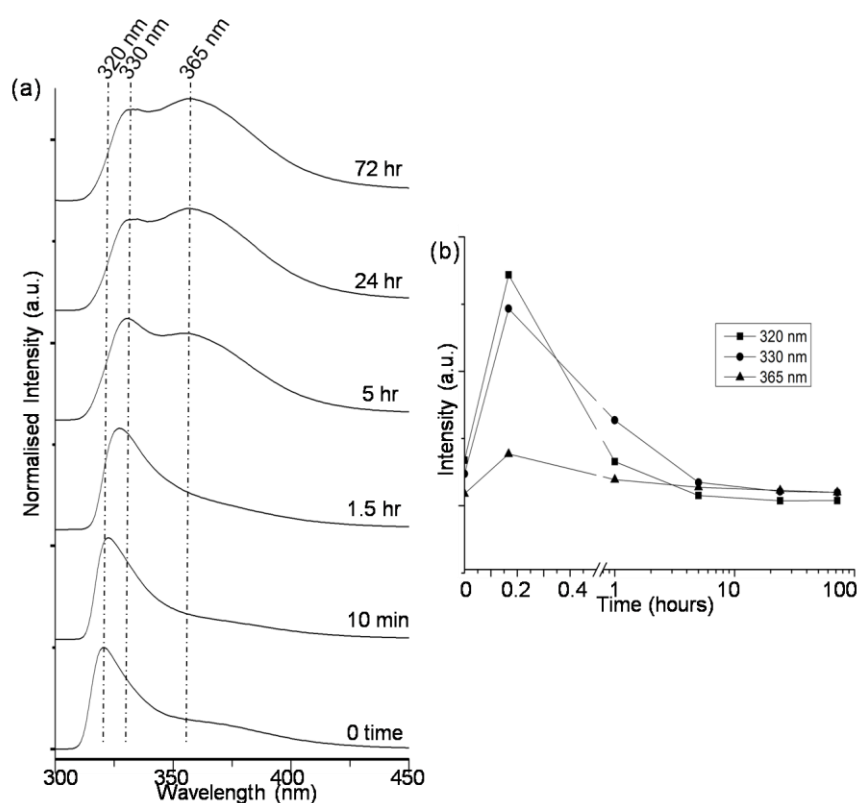 320 nm
330 nm
365 nm
(a)
72 hr
24 hr
5 hr
1.5 hr
10 min
0 time
Normalised Intensity (a.u.)
300 350 400 450
Wavelength (nm)
(b)
320 nm
330 nm
365 nm
Intensity (a.u.)
0 0.2 0.4 1 10 100
Time (hours)